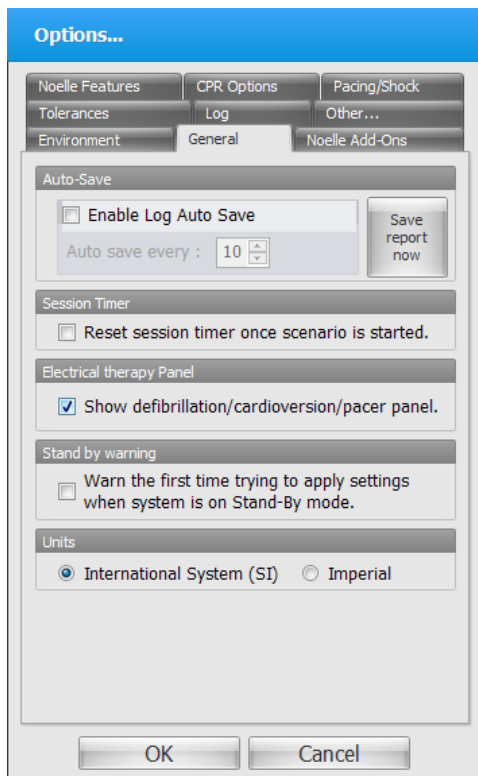 Options...
Noelle Features CPR Options Pacing/Shock
Tolerances Log Other...
Environment General Noelle Add-Ons
Auto-Save
Enable Log Auto Save
Auto save every : 10
Save
report
now
Session Timer
Reset session timer once scenario is started.
Electrical therapy Panel
Show defibrillation/cardioversion/pacer panel.
Stand by warning
Warn the first time trying to apply settings
when system is on Stand-By mode.
Units
International System (SI) Imperial
OK Cancel